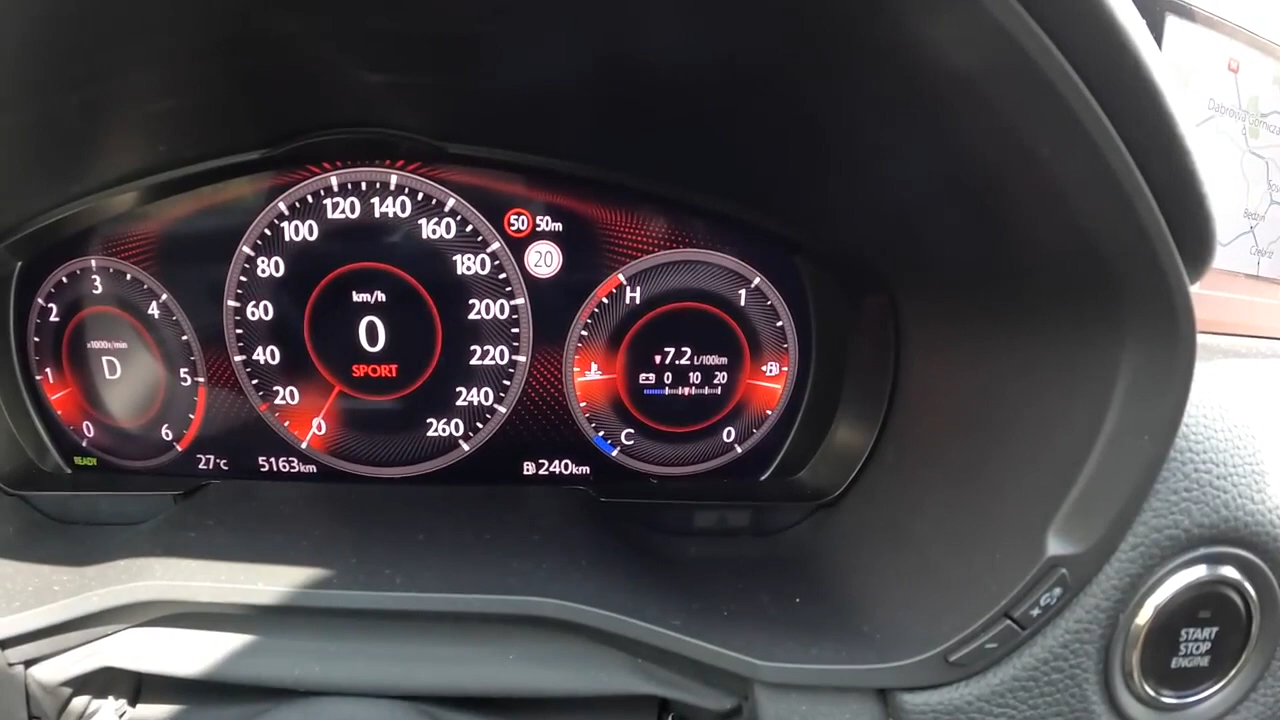 0
1
2
3
4
5
6
x1000r/min
D
READY
27°c
5163km
0
20
40
60
80
100
120
140
160
180
200
220
240
260
km/h
0
SPORT
50 50m
20
240km
H
C
1
0
7.2 L/100km
0 10 20
Dąbrowa Górnicza
Będzin
Czeladź
START
STOP
ENGINE